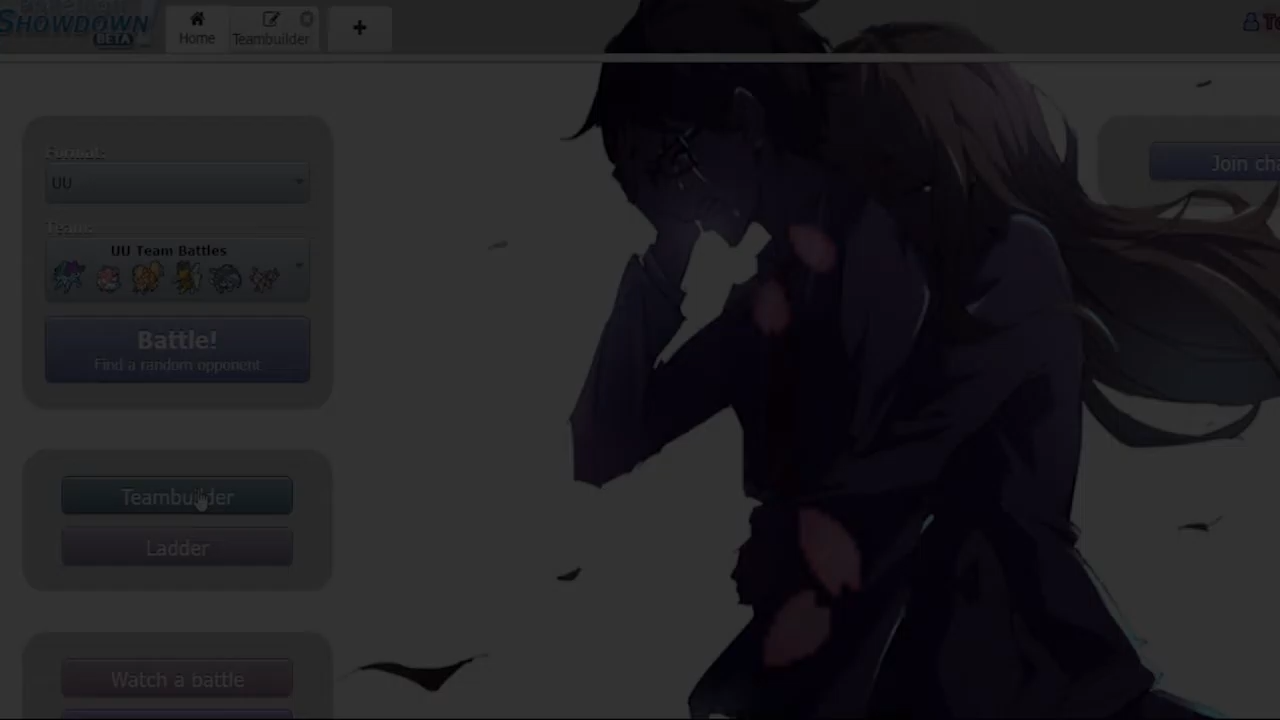 SHOWDOWN
BETA
Home
Teambuilder
+
Format:
UU
Team:
UU Team Battles
Battle!
Find a random opponent
Join cha
Teambuilder
Ladder
Watch a battle